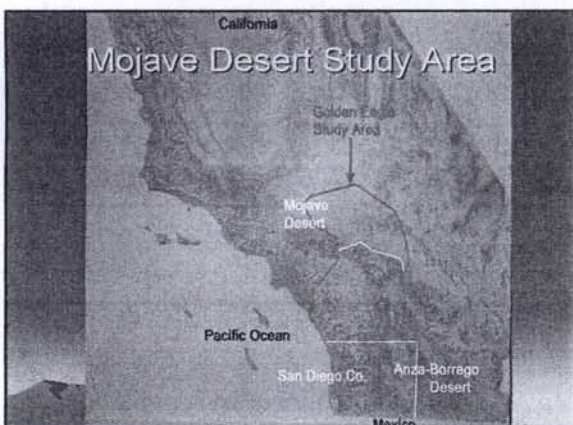 California
Mojave Desert Study Area
Golden Eagle
Study Area
Mojave
Desert
Pacific Ocean
San Diego Co.
Anza-Borrego
Desert
Mexico